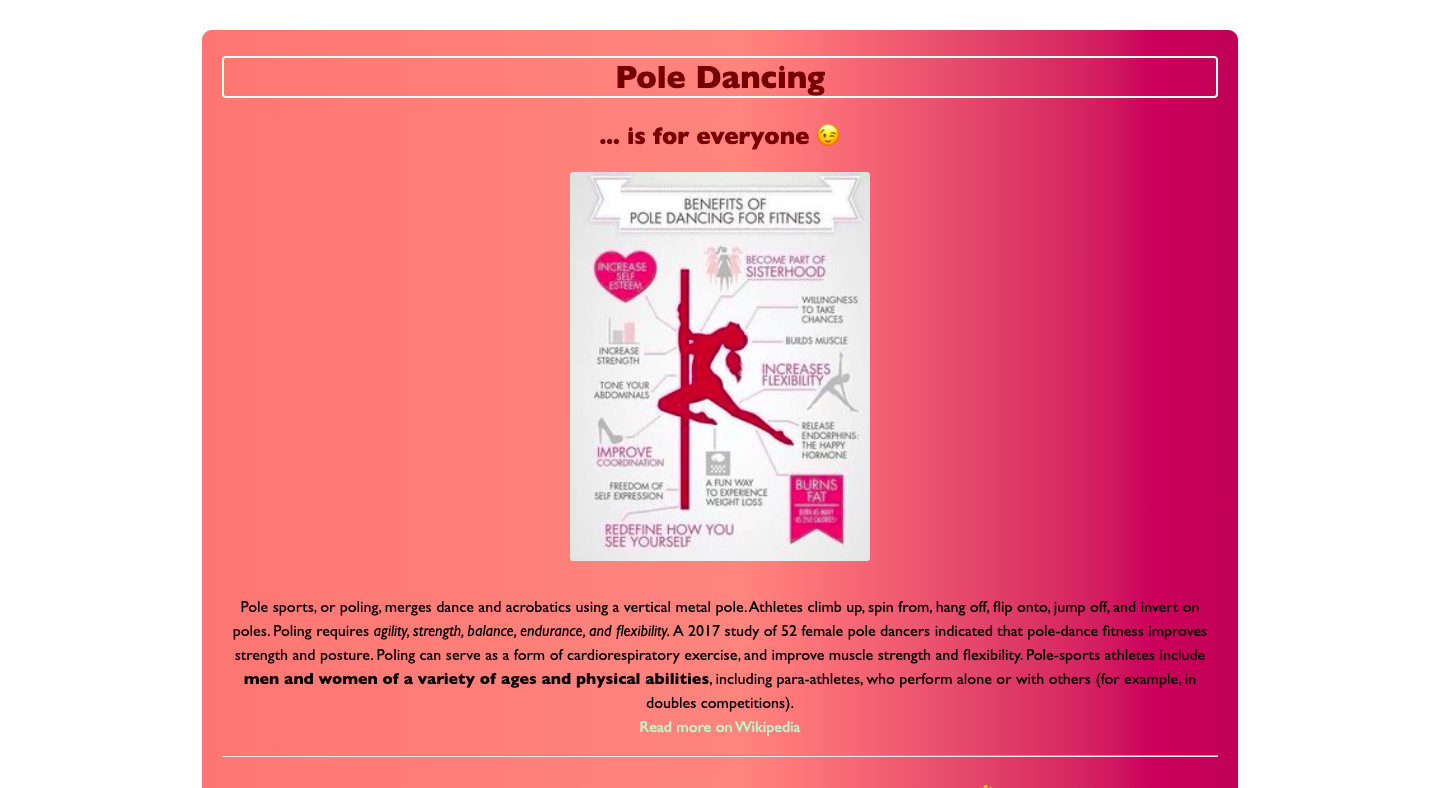 Pole Dancing
... is for everyone 😉
BENEFITS OF
POLE DANCING FOR FITNESS
INCREASE
SELF
ESTEEM
BECOME PART OF
SISTERHOOD
WILLINGNESS
TO TAKE
CHANCES
INCREASE
STRENGTH
BUILDS MUSCLE
INCREASES
FLEXIBILITY
TONE YOUR
ABDOMINALS
RELEASE
ENDORPHINS:
THE HAPPY
HORMONE
IMPROVE
COORDINATION
FREEDOM OF
SELF EXPRESSION
A FUN WAY
TO EXPERIENCE
WEIGHT LOSS
BURNS
FAT
BURN AS MANY
AS 250 CALORIES!
REDEFINE HOW YOU
SEE YOURSELF
Pole sports, or poling, merges dance and acrobatics using a vertical metal pole. Athletes climb up, spin from, hang off, flip onto, jump off, and invert on
poles. Poling requires agility, strength, balance, endurance, and flexibility. A 2017 study of 52 female pole dancers indicated that pole-dance fitness improves
strength and posture. Poling can serve as a form of cardiorespiratory exercise, and improve muscle strength and flexibility. Pole-sports athletes include
men and women of a variety of ages and physical abilities, including para-athletes, who perform alone or with others (for example, in
doubles competitions).
Read more on Wikipedia